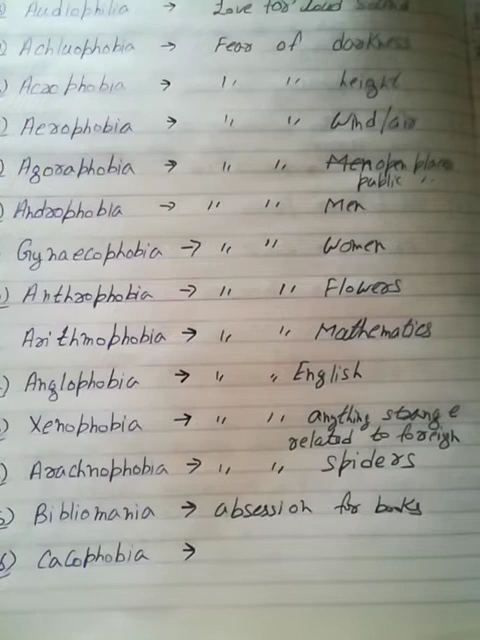 Audiophilia → Love for loud sound
Achluophobia → Fear of darkness
Acrophobia → " " height
Aerophobia → " " Wind/air
Agoraphobia → " " Men open place
public "
Androphobia → " " Men
Gynaecophobia → " " Women
Anthrophobia → " " Flowers
Arithmophobia → " " Mathematics
Anglophobia → " " English
Xenophobia → " " anything strange
related to foreign
Arachnophobia → " " Spiders
5) Bibliomania → absession for books
6) Cacophobia →